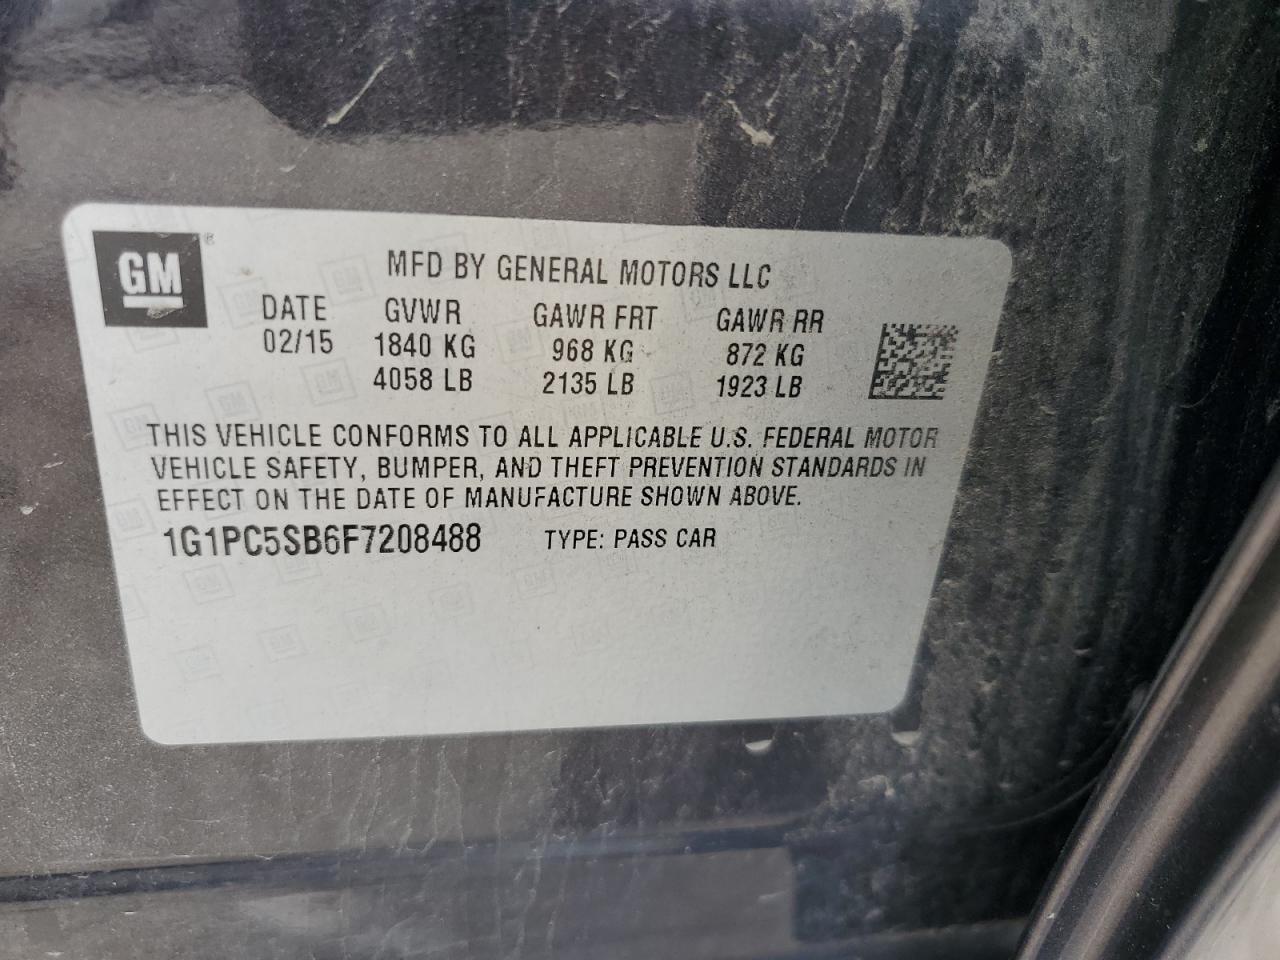 GM ®
MFD BY GENERAL MOTORS LLC
DATE GVWR GAWR FRT GAWR RR
02/15 1840 KG 968 KG 872 KG
4058 LB 2135 LB 1923 LB
THIS VEHICLE CONFORMS TO ALL APPLICABLE U.S. FEDERAL MOTOR
VEHICLE SAFETY, BUMPER, AND THEFT PREVENTION STANDARDS IN
EFFECT ON THE DATE OF MANUFACTURE SHOWN ABOVE.
1G1PC5SB6F7208488 TYPE: PASS CAR